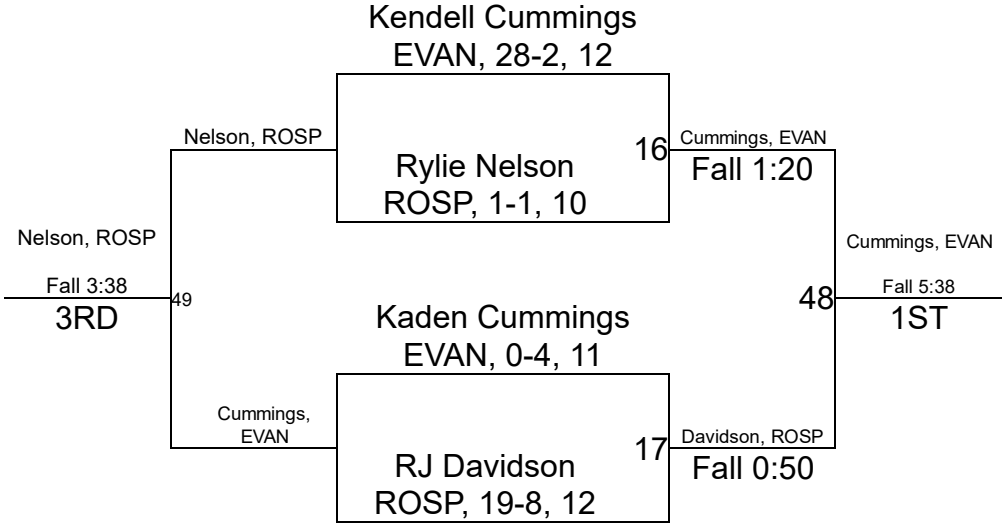 Kendell Cummings
EVAN, 28-2, 12
Nelson, ROSP
16
Cummings, EVAN
Rylie Nelson
Fall 1:20
ROSP, 1-1, 10
Nelson, ROSP
Cummings, EVAN
Fall 3:38
49
48
Fall 5:38
3RD
1ST
Kaden Cummings
EVAN, 0-4, 11
Cummings,
EVAN
17
Davidson, ROSP
RJ Davidson
Fall 0:50
ROSP, 19-8, 12